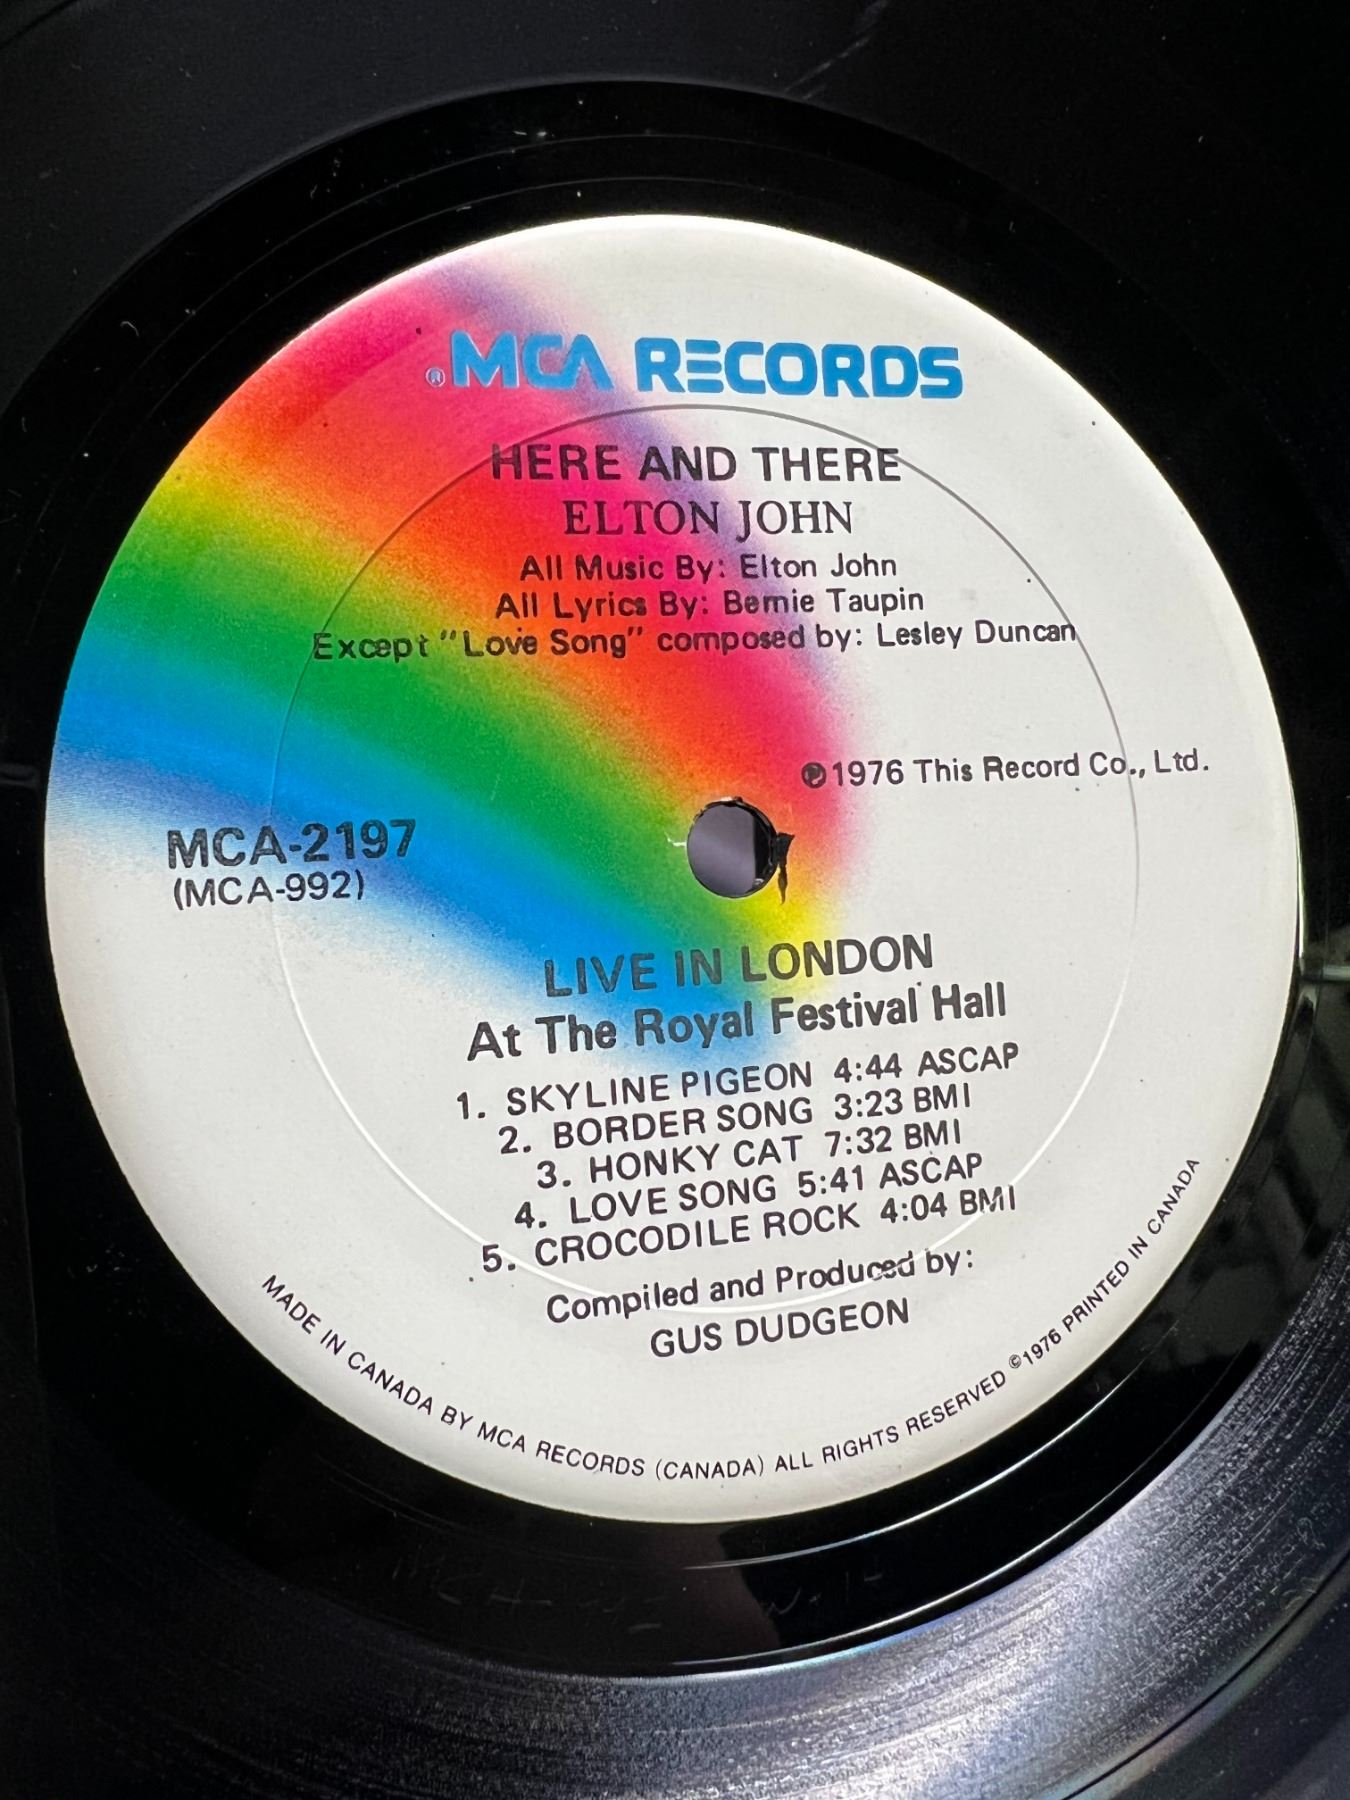 ® MCA RECORDS
HERE AND THERE
ELTON JOHN
All Music By: Elton John
All Lyrics By: Bernie Taupin
Except "Love Song" composed by: Lesley Duncan
℗1976 This Record Co., Ltd.
MCA-2197
(MCA-992)
LIVE IN LONDON
At The Royal Festival Hall
1. SKYLINE PIGEON 4:44 ASCAP
2. BORDER SONG 3:23 BMI
3. HONKY CAT 7:32 BMI
4. LOVE SONG 5:41 ASCAP
5. CROCODILE ROCK 4:04 BMI
Compiled and Produced by:
GUS DUDGEON
MADE IN CANADA BY MCA RECORDS (CANADA) ALL RIGHTS RESERVED ©1976 PRINTED IN CANADA